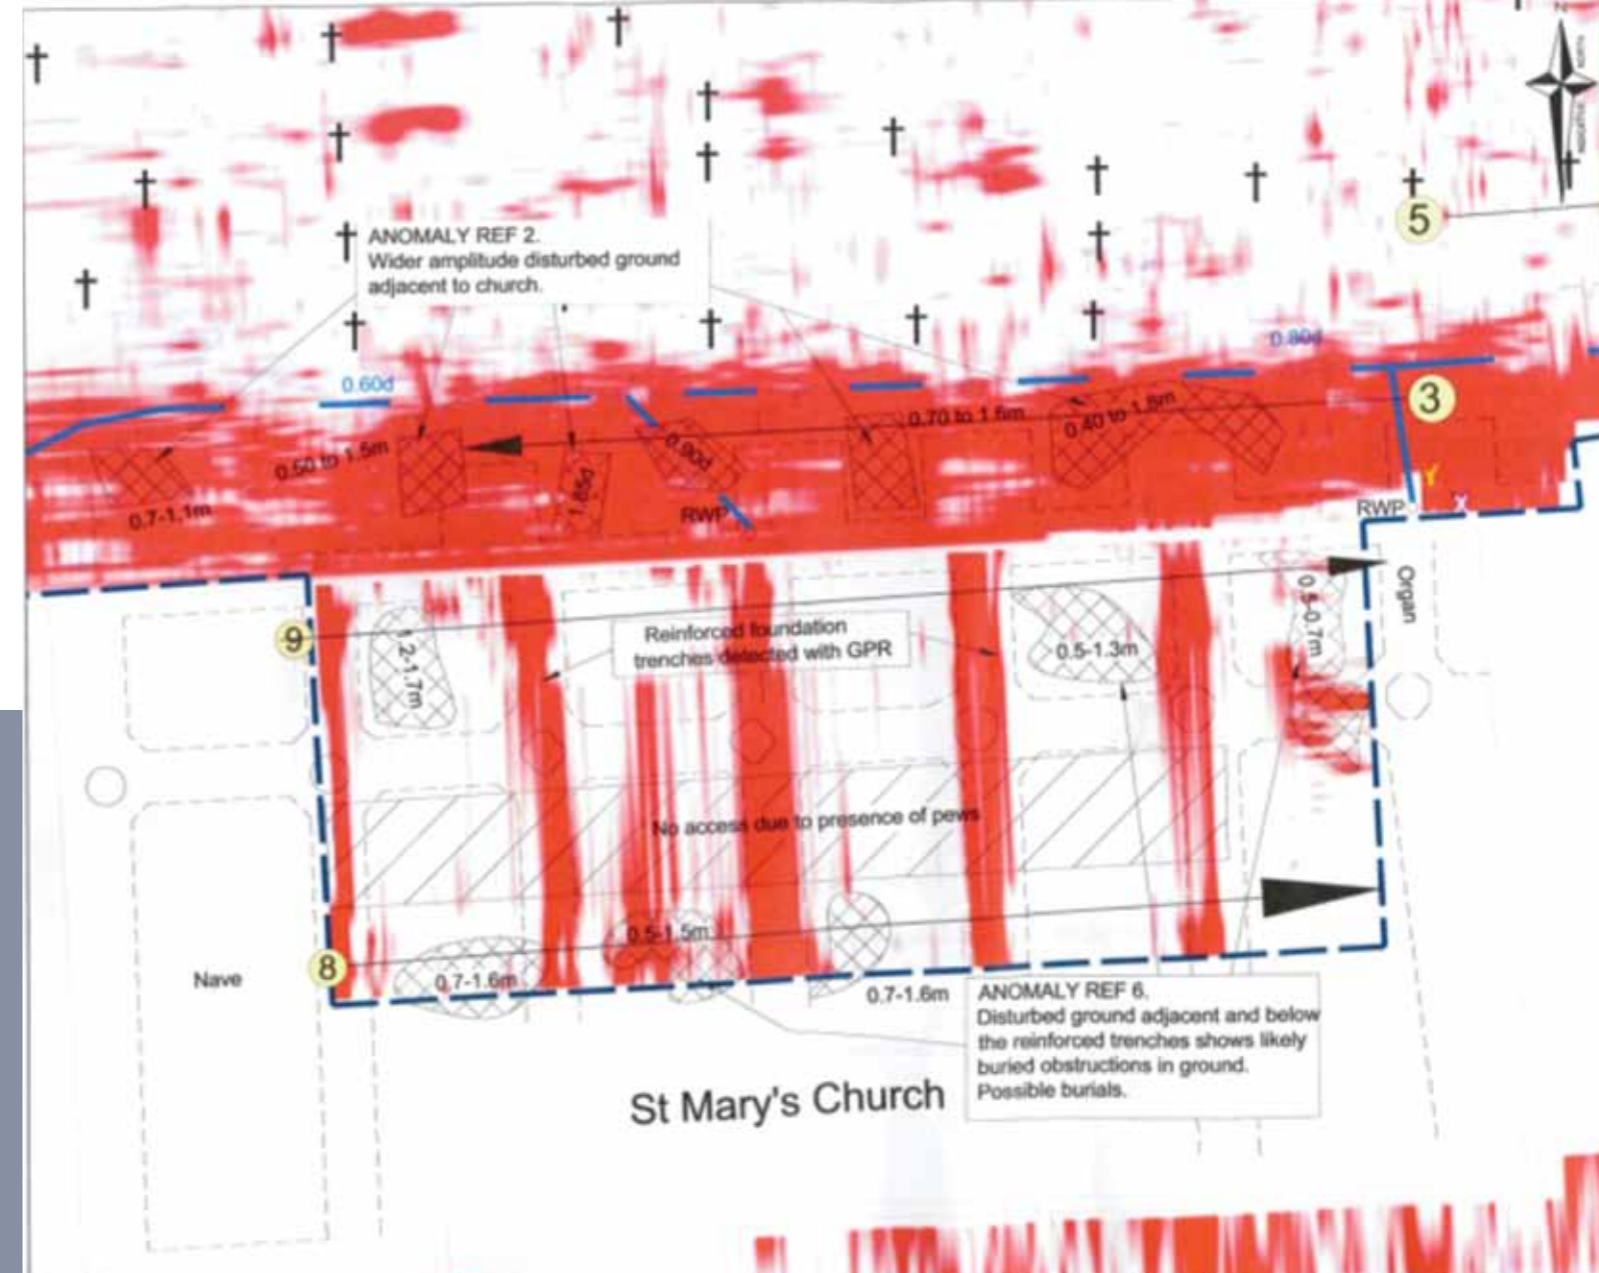 5
ANOMALY REF 2.
Wider amplitude disturbed ground
adjacent to church.
0.80d
0.60d
3
0.70 to 1.6m
0.40 to 1.8m
0.50 to 1.5m
0.90d
1.85d
0.7-1.1m
RWP
RWP
Y
X
Organ
9
1.2-1.7m
Reinforced foundation
trenches detected with GPR
0.5-1.3m
0.5-0.7m
No access due to presence of pews
8
Nave
0.5-1.5m
0.7-1.6m
0.7-1.6m
ANOMALY REF 6.
Disturbed ground adjacent and below
the reinforced trenches shows likely
buried obstructions in ground.
Possible burials.
St Mary's Church